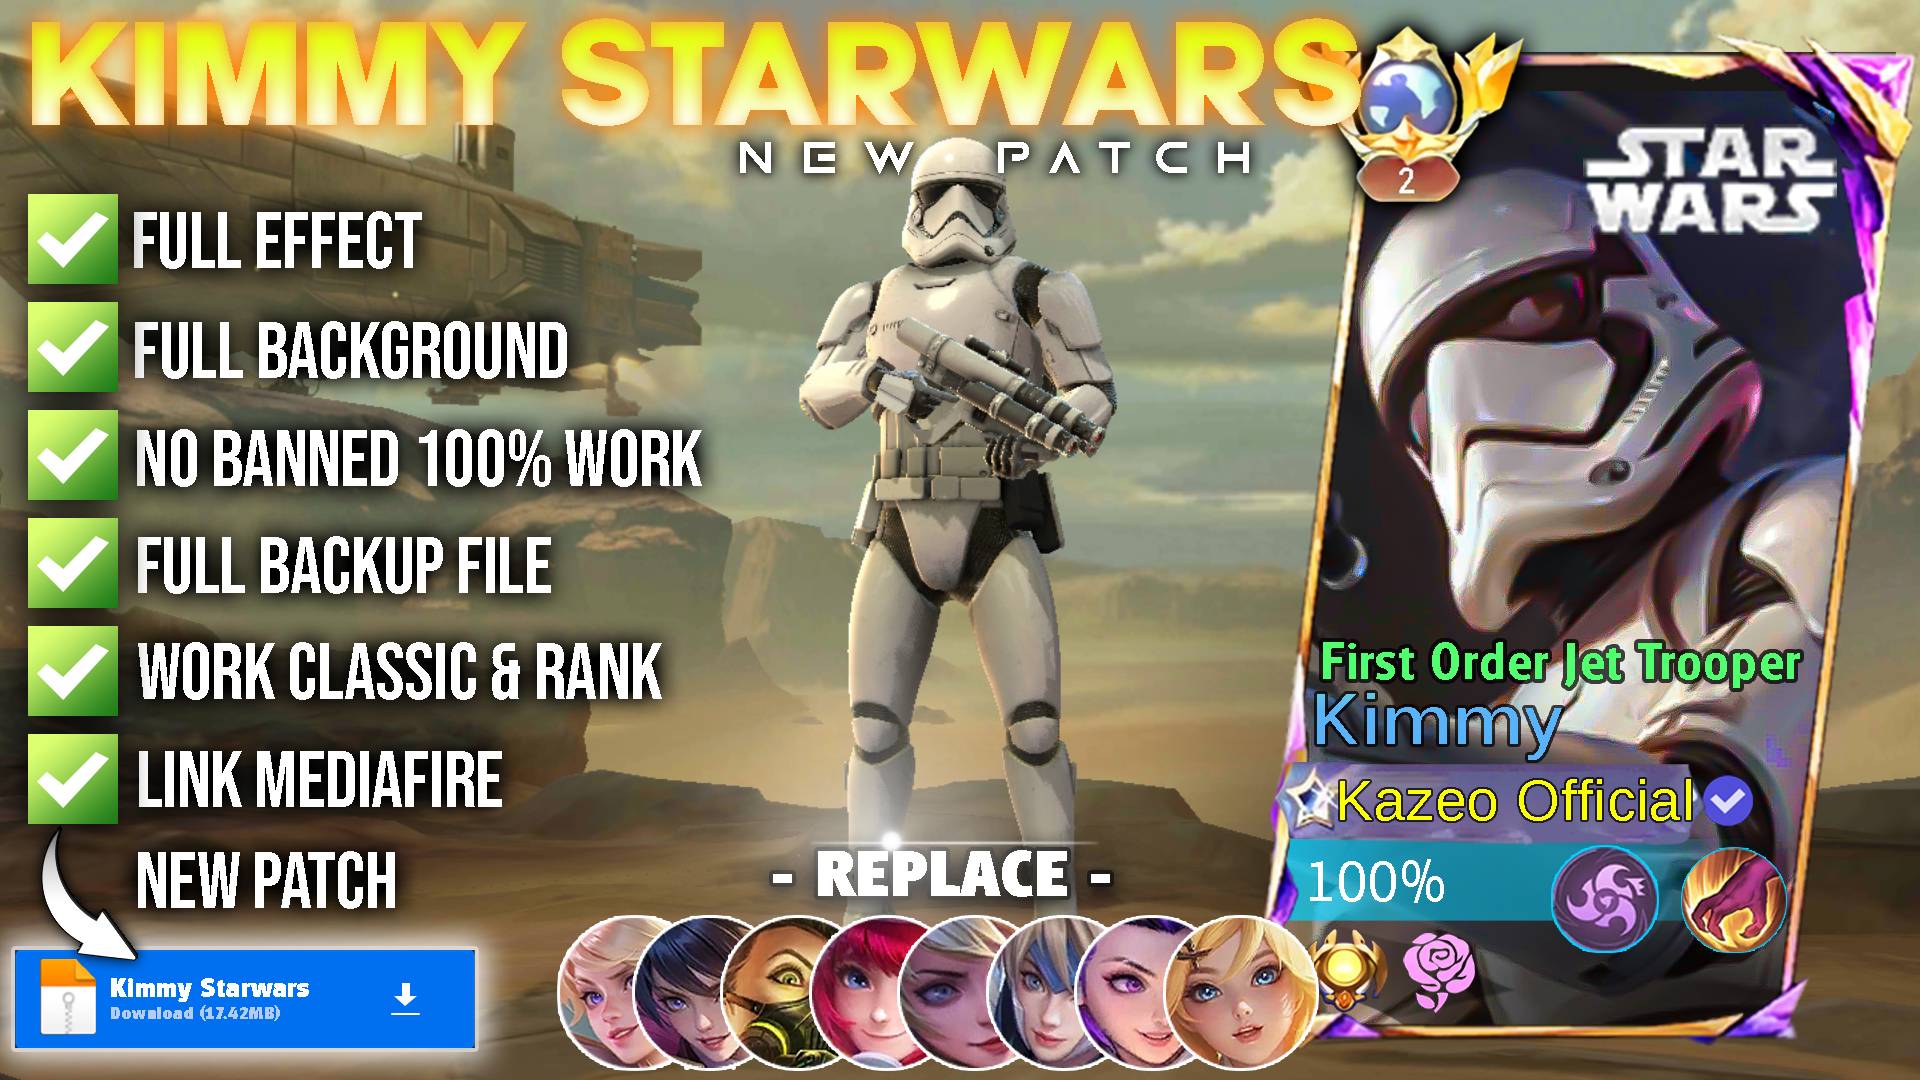 KIMMY STARWARS
NEW PATCH
FULL EFFECT
FULL BACKGROUND
NO BANNED 100% WORK
FULL BACKUP FILE
WORK CLASSIC & RANK
LINK MEDIAFIRE
NEW PATCH
Kimmy Starwars
Download (17.42MB)
- REPLACE -
2
STAR
WARS
First Order Jet Trooper
Kimmy
Kazeo Official
100%